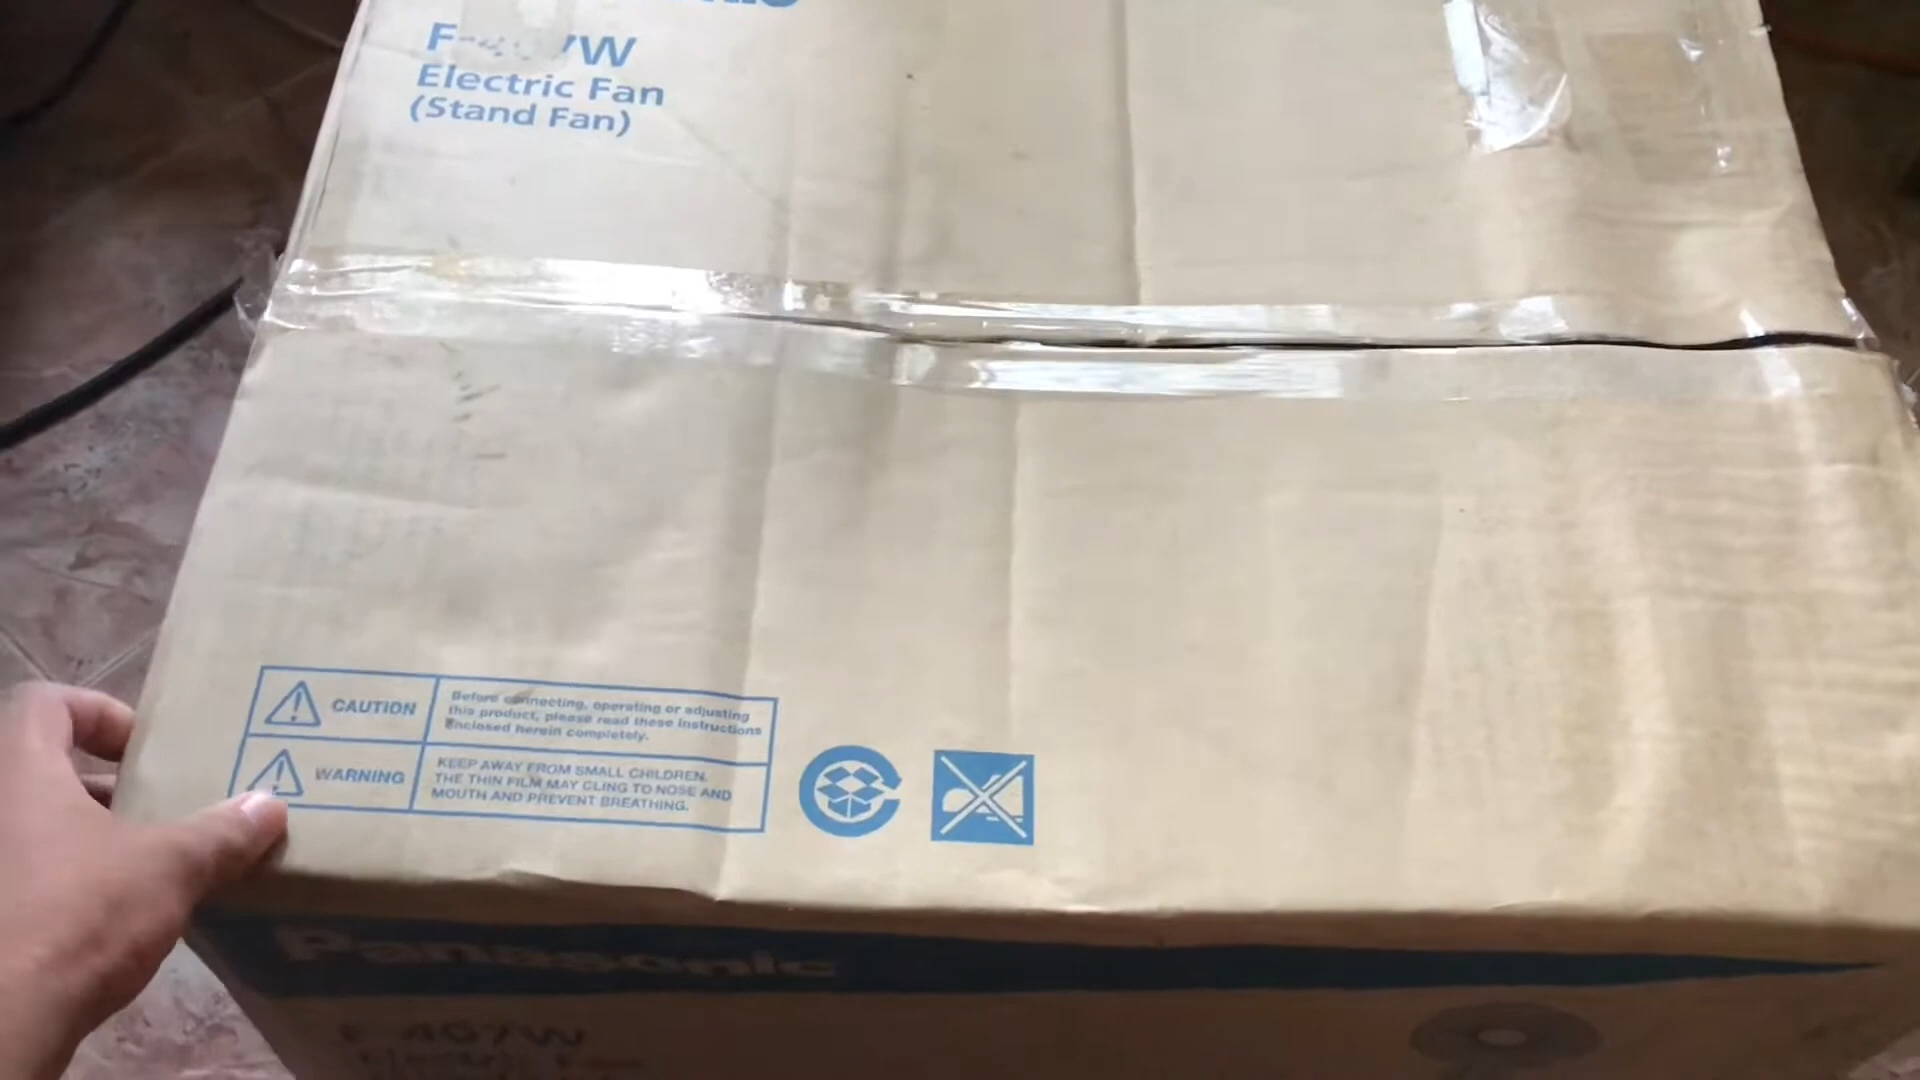 Electric Fan
(Stand Fan)
CAUTION
Before connecting, operating or adjusting
this product, please read these Instructions
Enclosed herein completely.
WARNING
KEEP AWAY FROM SMALL CHILDREN.
THE THIN FILM MAY CLING TO NOSE AND
MOUTH AND PREVENT BREATHING.
Panasonic
F-407W